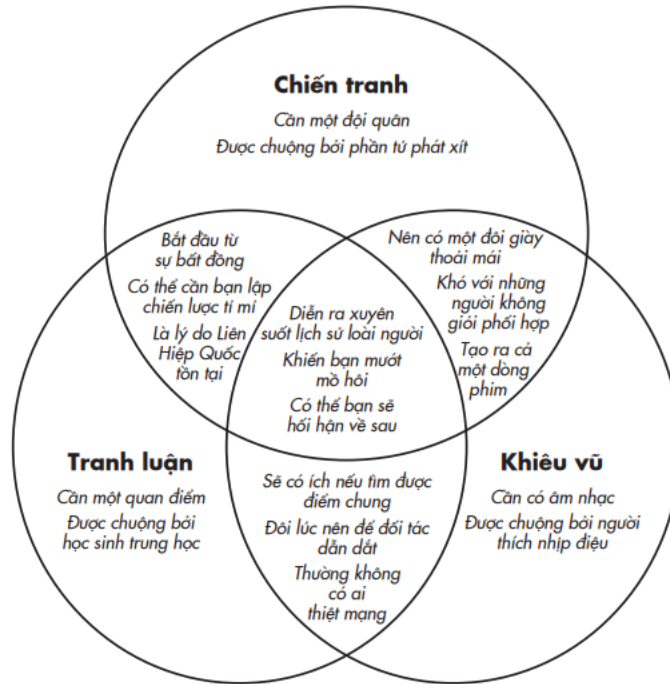 Chiến tranh
Cần một đội quân
Được chuộng bởi phần tử phát xít
Bắt đầu từ
sự bất đồng
Có thể cần bạn lập
chiến lược tỉ mỉ
Là lý do Liên
Hiệp Quốc
tồn tại
Nên có một đôi giày
thoải mái
Khó với những
người không
giỏi phối hợp
Tạo ra cả
một dòng
phim
Diễn ra xuyên
suốt lịch sử loài người
Khiến bạn mướt
mồ hôi
Có thể bạn sẽ
hối hận về sau
Tranh luận
Cần một quan điểm
Được chuộng bởi
học sinh trung học
Sẽ có ích nếu tìm được
điểm chung
Đôi lúc nên để đối tác
dẫn dắt
Thường không
có ai
thiệt mạng
Khiêu vũ
Cần có âm nhạc
Được chuộng bởi người
thích nhịp điệu